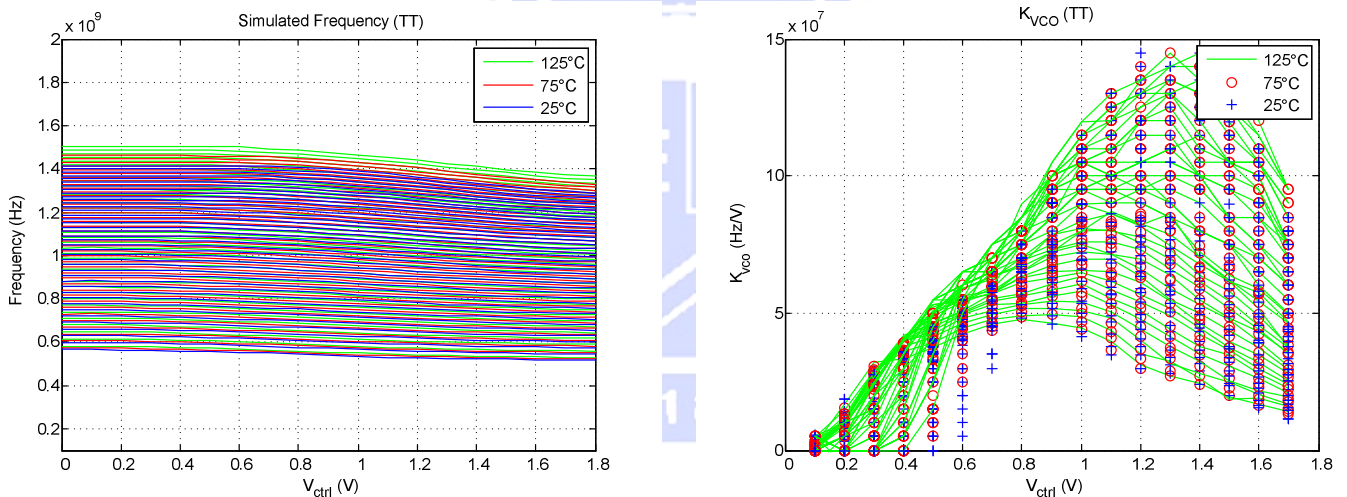 Simulated Frequency (TT)
x 10^9
2
1.8
1.6
1.4
1.2
1
0.8
0.6
0.4
0.2
Frequency (Hz)
125°C
75°C
25°C
0 0.2 0.4 0.6 0.8 1 1.2 1.4 1.6 1.8
V_ctrl (V)
K_VCO (TT)
x 10^7
15
10
5
0
K_vco (Hz/V)
125°C
75°C
25°C
0 0.2 0.4 0.6 0.8 1 1.2 1.4 1.6 1.8
V_ctrl (V)